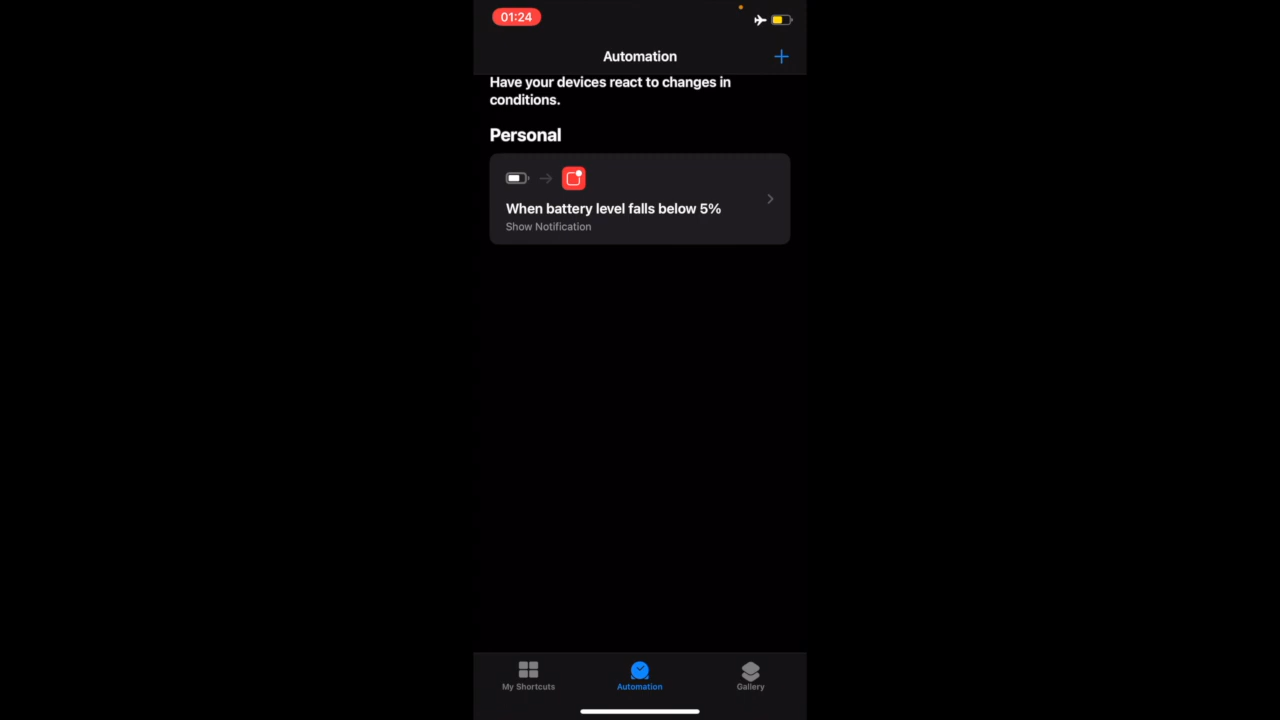 01:24
Automation
Have your devices react to changes in
conditions.
Personal
When battery level falls below 5%
Show Notification
My Shortcuts
Automation
Gallery